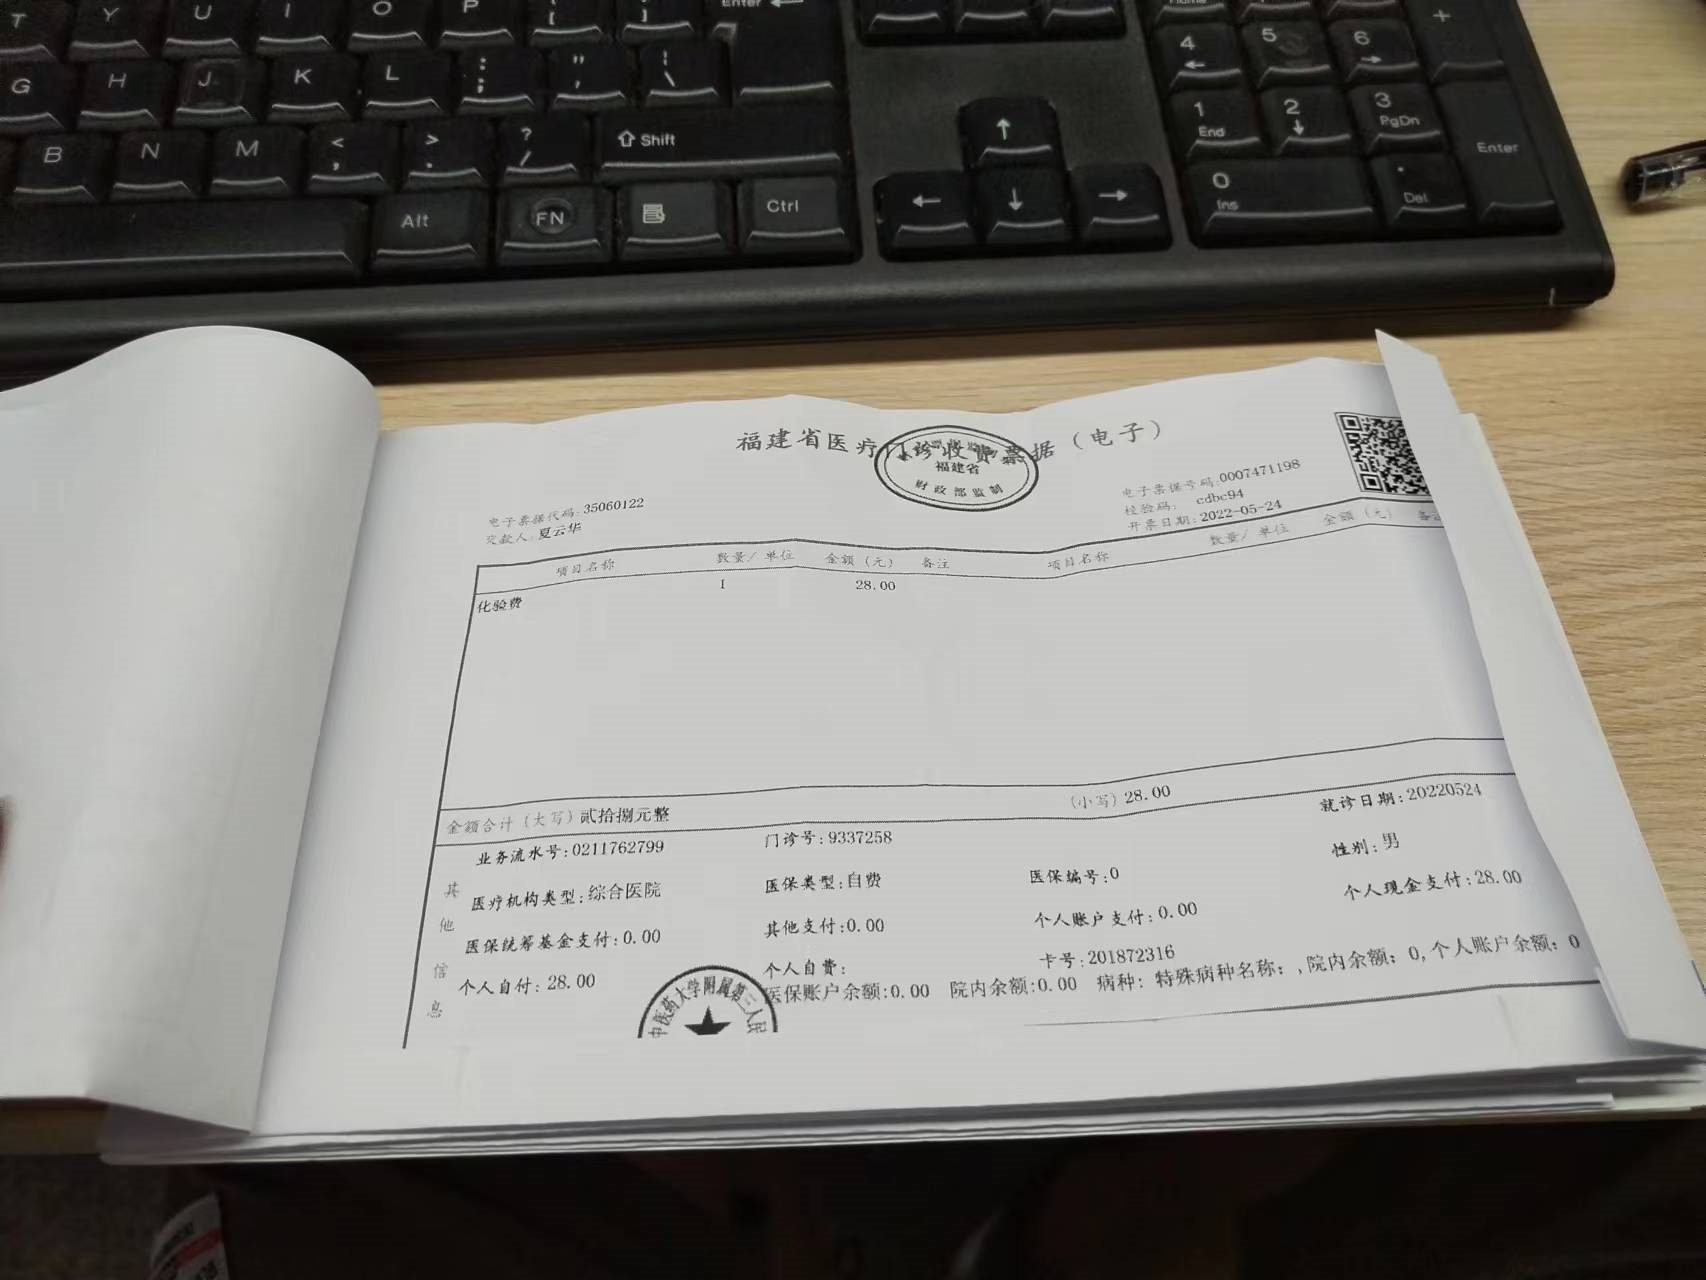 T Y U I O P [ ] Enter
G H J K L ; : " ' | \
B N M < , > . ? / Shift
Alt FN Ctrl
4 5 6 +
1 End 2 3 PgDn Enter
0 Ins . Del
福建省医疗门诊收费票据（电子）
福建省
财政部监制
电子票据代码:35060122
交款人:夏云华
电子票据号码:0007471198
检验码: cdbc94
开票日期:2022-05-24
项目名称 数量/单位 金额（元） 备注 项目名称 数量/单位 金额（元）
化验费 1 28.00
金额合计（大写）贰拾捌元整 （小写）28.00
其他信息
业务流水号:0211762799 门诊号:9337258 就诊日期:20220524
医疗机构类型:综合医院 医保类型:自费 医保编号:0 性别:男
医保统筹基金支付:0.00 其他支付:0.00 个人账户支付:0.00 个人现金支付:28.00
个人自付:28.00 个人自费: 卡号:201872316
医保账户余额:0.00 院内余额:0.00 病种: 特殊病种名称: ,院内余额: 0,个人账户余额: 0
中医药大学附属第三人民